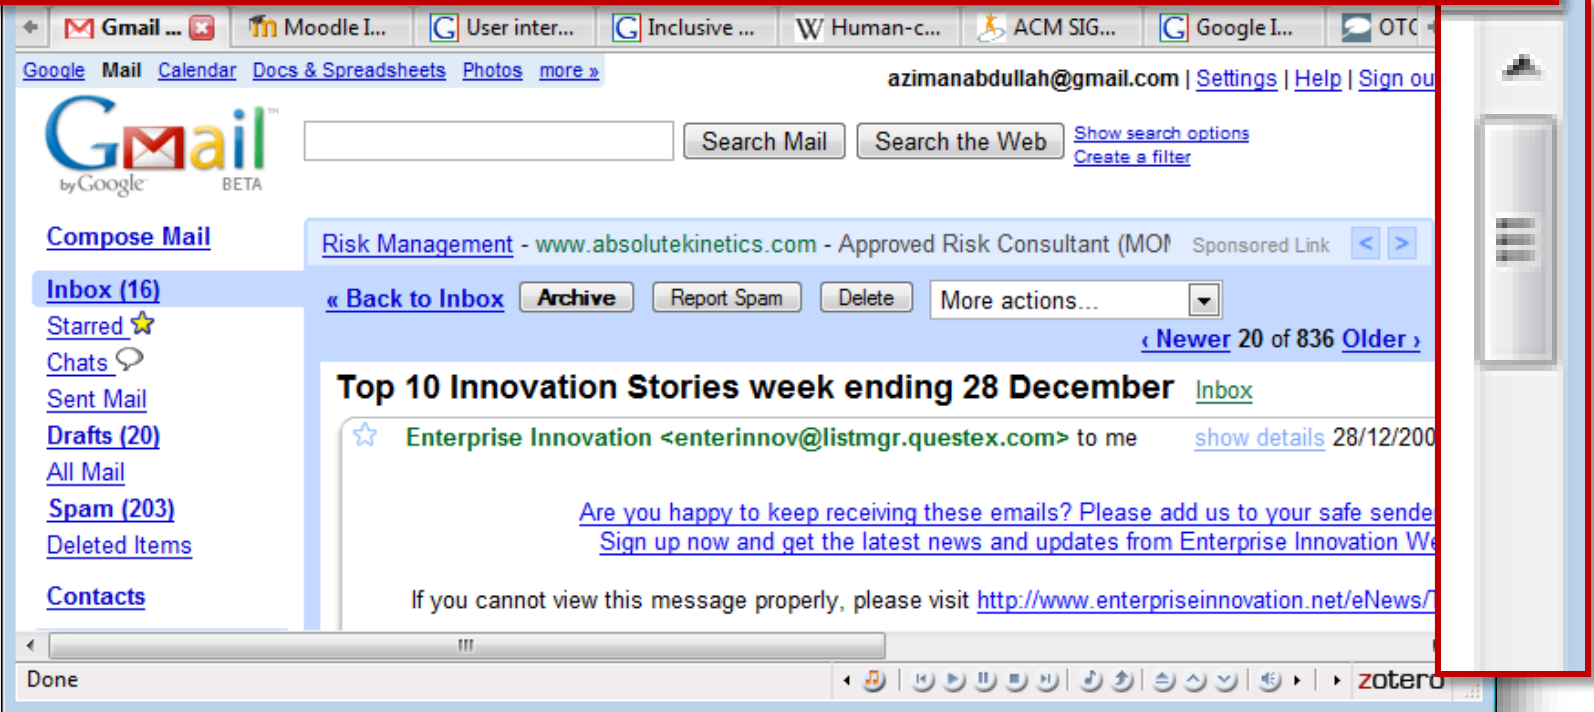 Gmail ... Moodle I... User inter... Inclusive ... Human-c... ACM SIG... Google I... OTC
Google Mail Calendar Docs & Spreadsheets Photos more »
azimanabdullah@gmail.com | Settings | Help | Sign ou
Gmail™
by Google BETA
Search Mail Search the Web Show search options
Create a filter
Compose Mail
Risk Management - www.absolutekinetics.com - Approved Risk Consultant (MOM Sponsored Link < >
Inbox (16)
« Back to Inbox Archive Report Spam Delete More actions...
Starred
‹ Newer 20 of 836 Older ›
Chats
Top 10 Innovation Stories week ending 28 December Inbox
Sent Mail
Drafts (20)
Enterprise Innovation <enterinnov@listmgr.questex.com> to me show details 28/12/200
All Mail
Spam (203)
Are you happy to keep receiving these emails? Please add us to your safe sende
Deleted Items
Sign up now and get the latest news and updates from Enterprise Innovation We
Contacts
If you cannot view this message properly, please visit http://www.enterpriseinnovation.net/eNews/T
Done
zotero